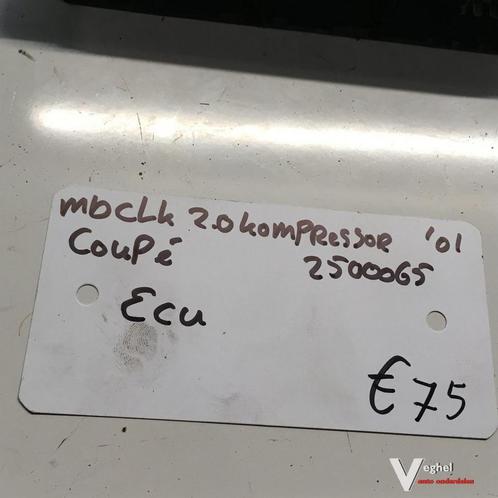 mbCLK 2.0 komPRessoR '01
CouPé 2500065
Ecu
€75
Veghel
auto onderdelen